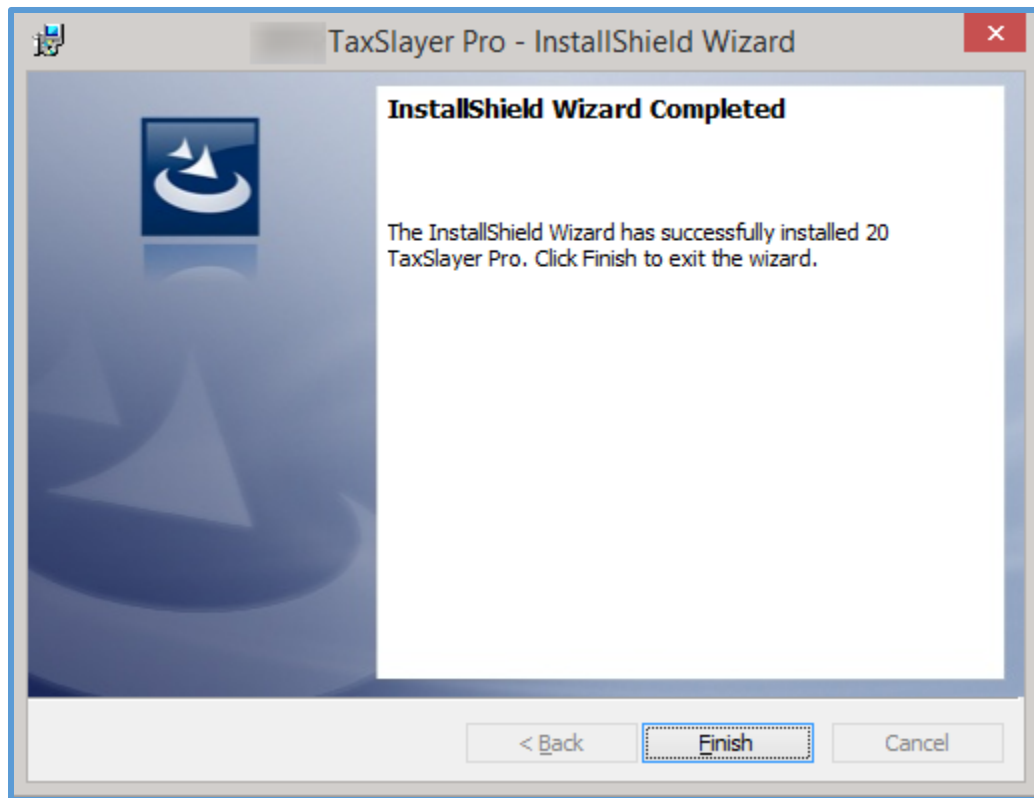 TaxSlayer Pro - InstallShield Wizard
InstallShield Wizard Completed
The InstallShield Wizard has successfully installed 20
TaxSlayer Pro. Click Finish to exit the wizard.
< Back Finish Cancel